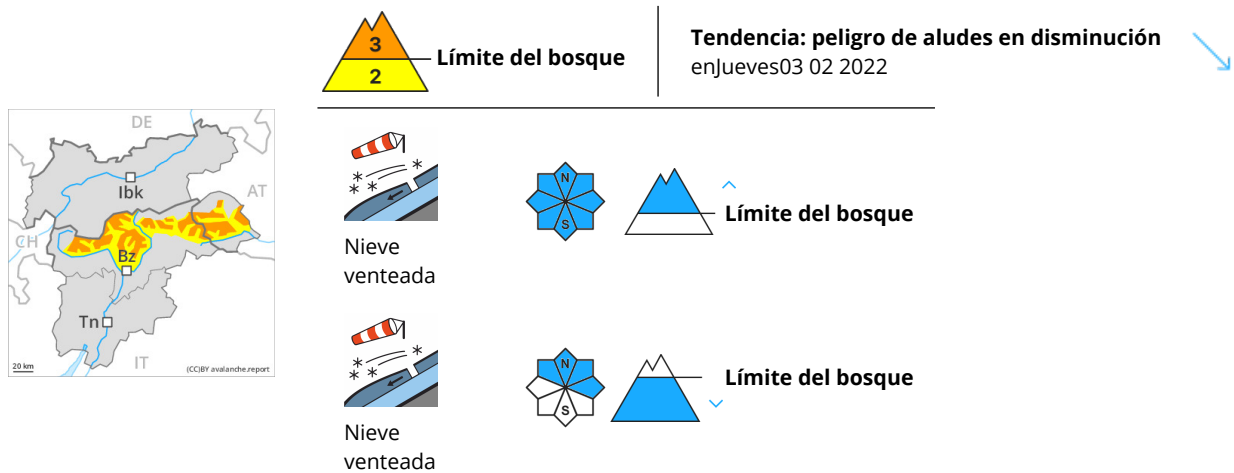 3
2
Límite del bosque
Tendencia: peligro de aludes en disminución
enJueves03 02 2022
DE
Ibk
AT
CH
Bz
Tn
IT
20 km
(CC)BY avalanche.report
Nieve
venteada
N
S
Límite del bosque
Nieve
venteada
N
S
Límite del bosque